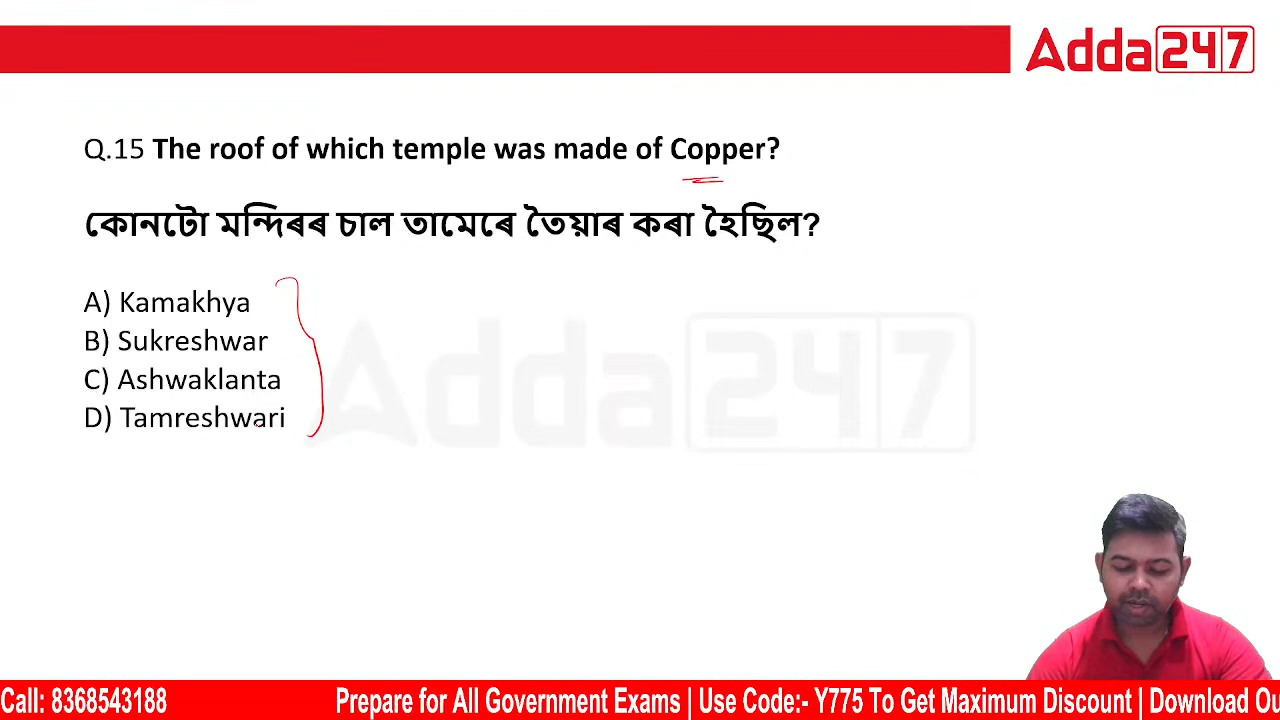 Adda247
Q.15 The roof of which temple was made of Copper?
কোনটো মন্দিৰৰ চাল তামেৰে তৈয়াৰ কৰা হৈছিল?
A) Kamakhya
B) Sukreshwar
C) Ashwaklanta
D) Tamreshwari
Adda247
Call: 8368543188 Prepare for All Government Exams | Use Code:- Y775 To Get Maximum Discount | Download Ou